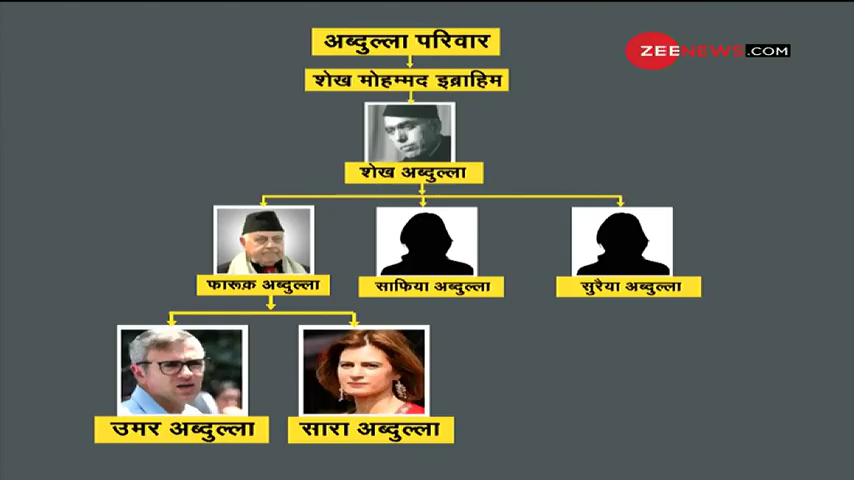 अब्दुल्ला परिवार
ZEENEWS.COM
शेख मोहम्मद इब्राहिम
शेख अब्दुल्ला
फारूक़ अब्दुल्ला
साफिया अब्दुल्ला
सुरैया अब्दुल्ला
उमर अब्दुल्ला
सारा अब्दुल्ला